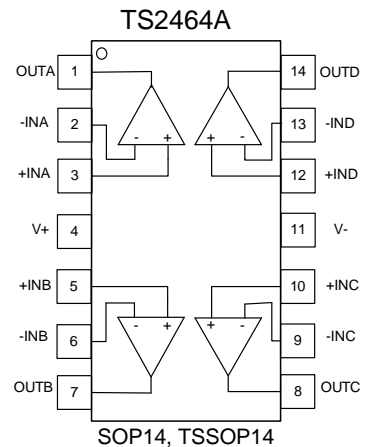 TS2464A
OUTA 1 14 OUTD
-INA 2 - + + - 13 -IND
+INA 3 12 +IND
V+ 4 11 V-
+INB 5 10 +INC
-INB 6 - + + - 9 -INC
OUTB 7 8 OUTC
SOP14, TSSOP14